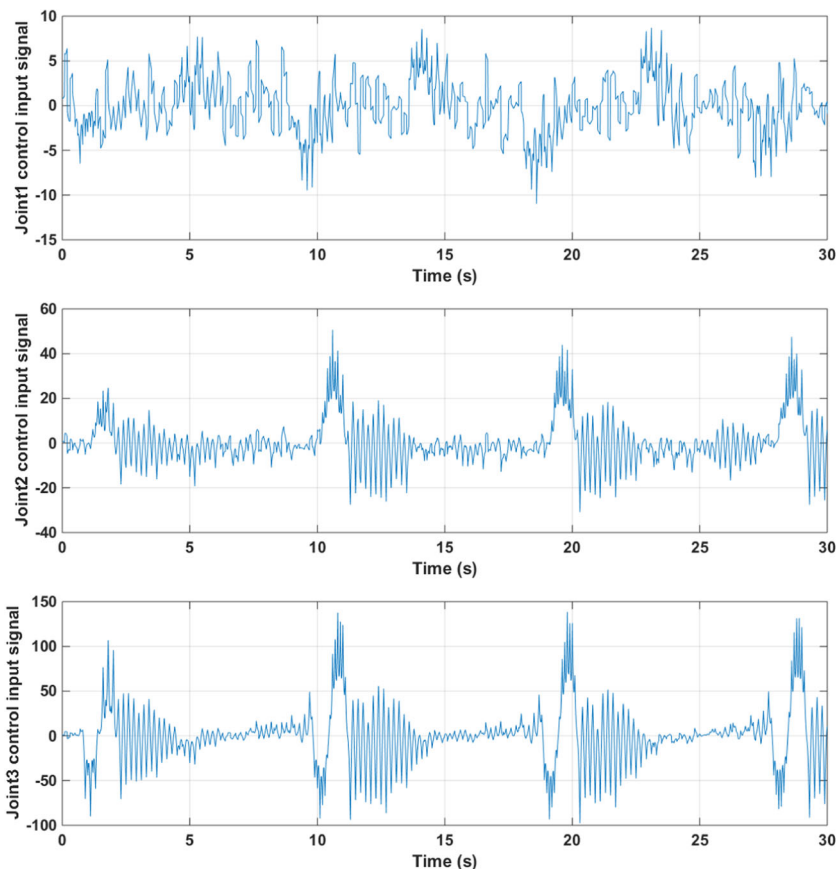 Joint1 control input signal
10
5
0
-5
-10
-15
0 5 10 15 20 25 30
Time (s)
Joint2 control input signal
60
40
20
0
-20
-40
0 5 10 15 20 25 30
Time (s)
Joint3 control input signal
150
100
50
0
-50
-100
0 5 10 15 20 25 30
Time (s)